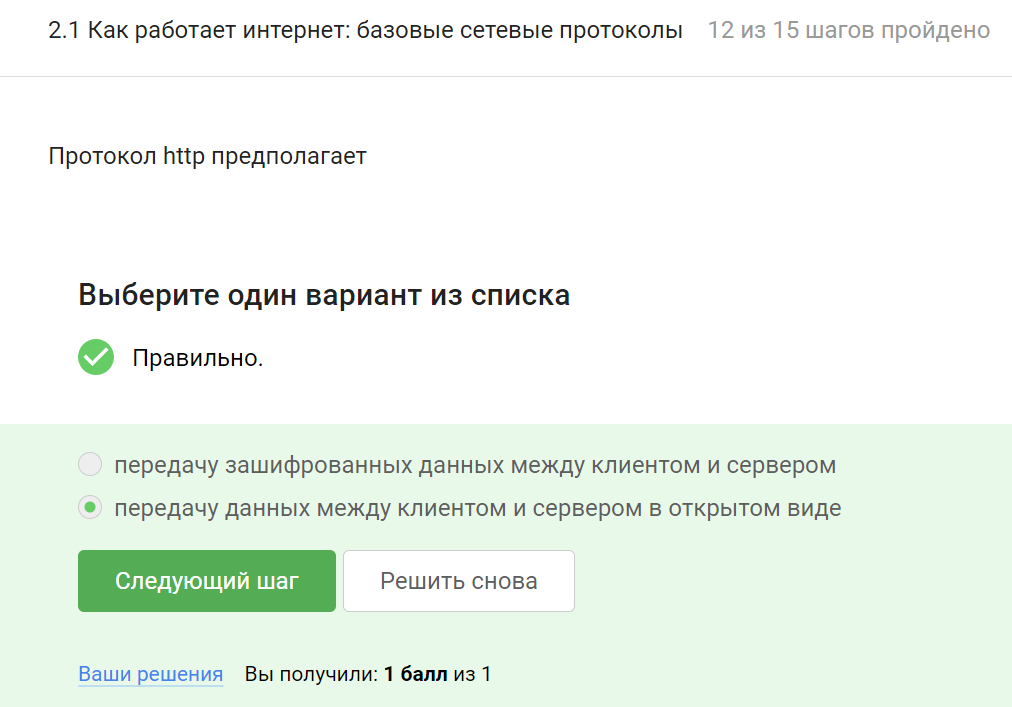 2.1 Как работает интернет: базовые сетевые протоколы 12 из 15 шагов пройдено
Протокол http предполагает
Выберите один вариант из списка
Правильно.
передачу зашифрованных данных между клиентом и сервером
передачу данных между клиентом и сервером в открытом виде
Следующий шаг Решить снова
Ваши решения Вы получили: 1 балл из 1